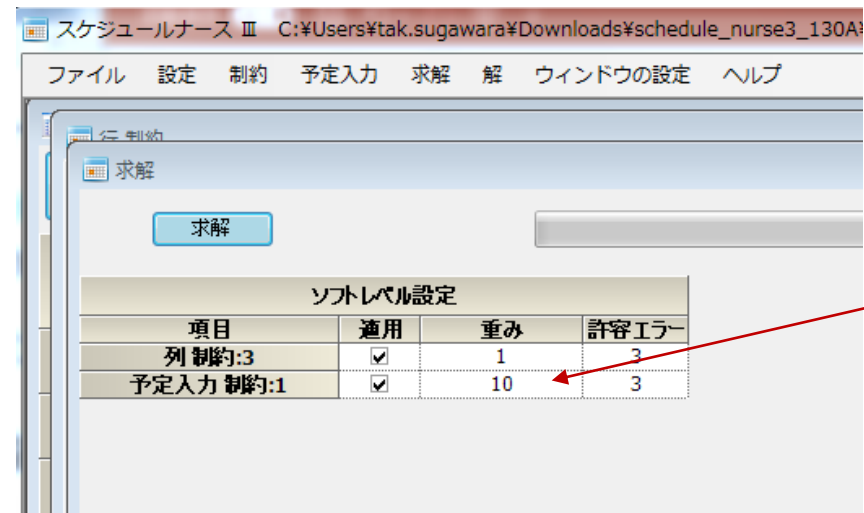 スケジュールナース Ⅲ C:¥Users¥tak.sugawara¥Downloads¥schedule_nurse3_130A¥
ファイル 設定 制約 予定入力 求解 解 ウィンドウの設定 ヘルプ
行 制約
求解
求解
ソフトレベル設定
項目 適用 重み 許容エラー
列 制約:3 1 3
予定入力 制約:1 10 3